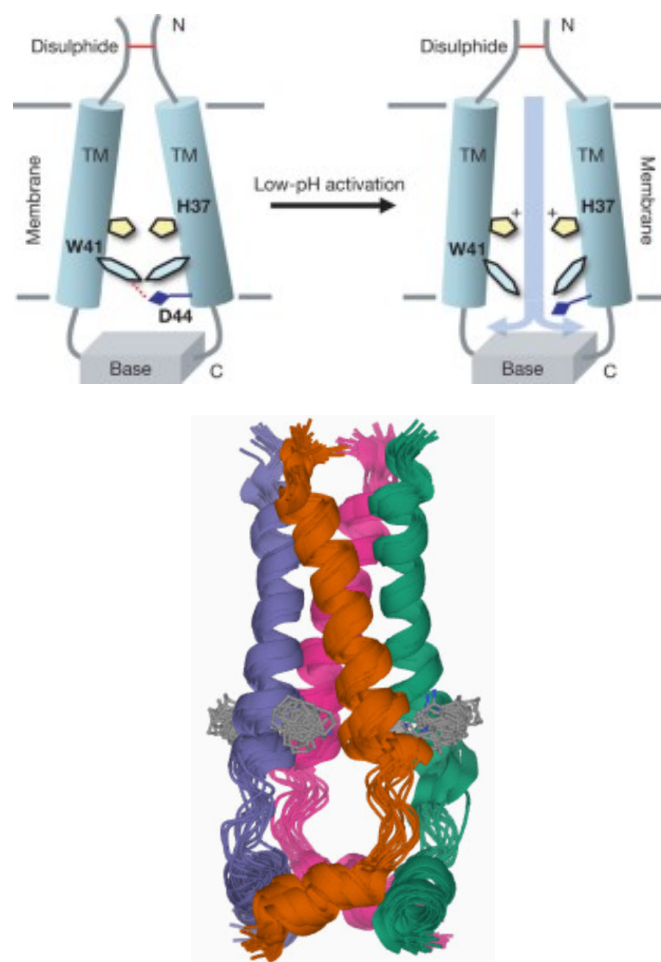 N
Disulphide
TM
TM
Membrane
H37
W41
D44
Base
C
Low-pH activation
N
Disulphide
TM
TM
Membrane
H37
W41
+
+
Base
C